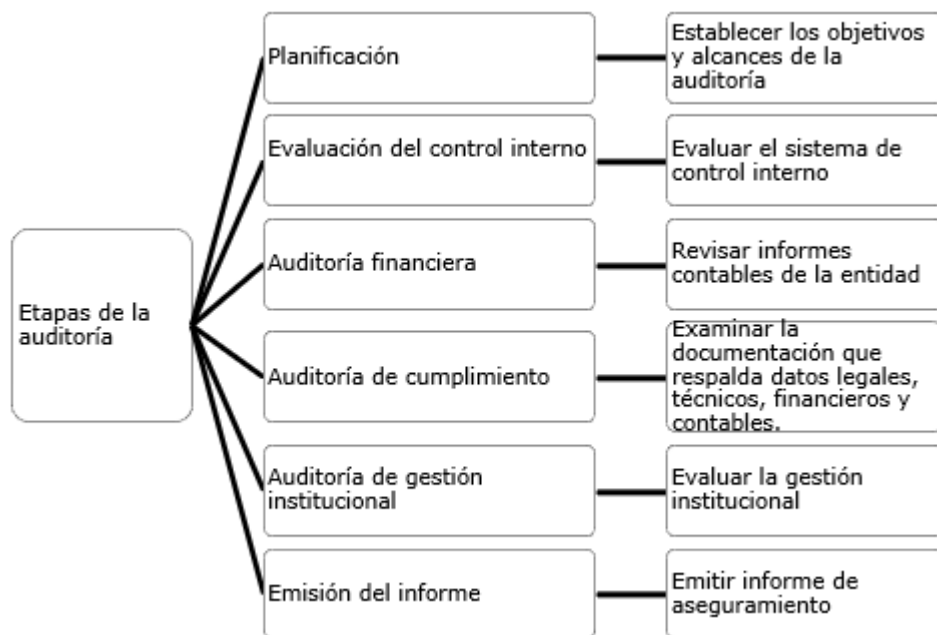 Etapas de la
auditoría
Planificación
Establecer los objetivos
y alcances de la
auditoría
Evaluación del control interno
Evaluar el sistema de
control interno
Auditoría financiera
Revisar informes
contables de la entidad
Auditoría de cumplimiento
Examinar la
documentación que
respalda datos legales,
técnicos, financieros y
contables.
Auditoría de gestión
institucional
Evaluar la gestión
institucional
Emisión del informe
Emitir informe de
aseguramiento